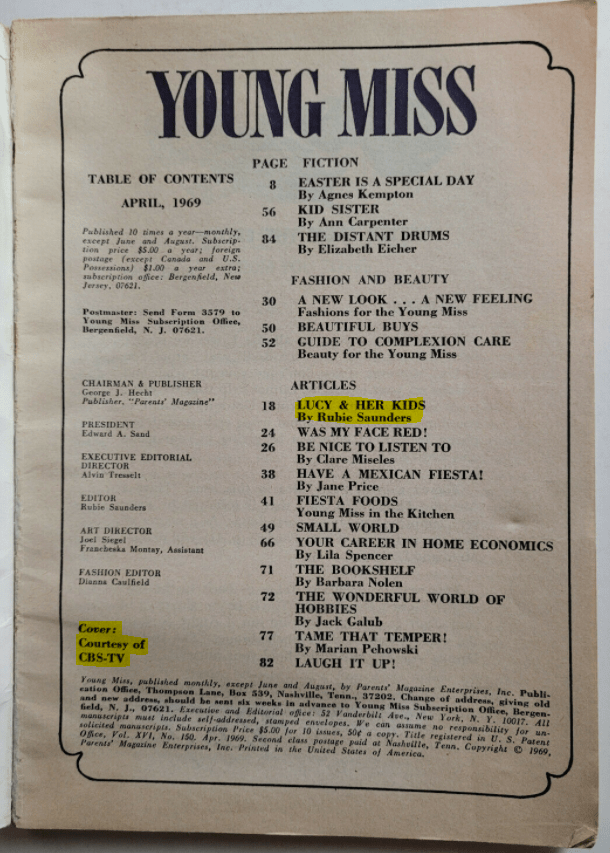 YOUNG MISS
TABLE OF CONTENTS
APRIL, 1969
Published 10 times a year—monthly,
except June and August. Subscrip-
tion price $5.00 a year; foreign
postage (except Canada and U.S.
Possessions) $1.00 a year extra;
subscription office: Bergenfield, New
Jersey, 07621.
Postmaster: Send Form 3579 to
Young Miss Subscription Office,
Bergenfield, N. J. 07621.
CHAIRMAN & PUBLISHER
George J. Hecht
Publisher, "Parents' Magazine"
PRESIDENT
Edward A. Sand
EXECUTIVE EDITORIAL
DIRECTOR
Alvin Tresselt
EDITOR
Rubie Saunders
ART DIRECTOR
Joel Siegel
Francheska Montay, Assistant
FASHION EDITOR
Dianna Caulfield
Cover:
Courtesy of
CBS-TV
PAGE FICTION
8 EASTER IS A SPECIAL DAY
By Agnes Kempton
56 KID SISTER
By Ann Carpenter
84 THE DISTANT DRUMS
By Elizabeth Eicher
FASHION AND BEAUTY
30 A NEW LOOK . . . A NEW FEELING
Fashions for the Young Miss
50 BEAUTIFUL BUYS
52 GUIDE TO COMPLEXION CARE
Beauty for the Young Miss
ARTICLES
18 LUCY & HER KIDS
By Rubie Saunders
24 WAS MY FACE RED!
26 BE NICE TO LISTEN TO
By Clare Miseles
38 HAVE A MEXICAN FIESTA!
By Jane Price
41 FIESTA FOODS
Young Miss in the Kitchen
49 SMALL WORLD
66 YOUR CAREER IN HOME ECONOMICS
By Lila Spencer
71 THE BOOKSHELF
By Barbara Nolen
72 THE WONDERFUL WORLD OF
HOBBIES
By Jack Galub
77 TAME THAT TEMPER!
By Marian Pehowski
82 LAUGH IT UP!
Young Miss, published monthly, except June and August, by Parents' Magazine Enterprises, Inc. Publi-
cation Office, Thompson Lane, Box 539, Nashville, Tenn., 37202. Change of address, giving old
and new address, should be sent six weeks in advance to Young Miss Subscription Office, Bergen-
field, N. J., 07621. Executive and Editorial office: 52 Vanderbilt Ave., New York, N. Y. 10017. All
manuscripts must include self-addressed, stamped envelopes. We can assume no responsibility for un-
solicited manuscripts. Subscription Price $5.00 for 10 issues, 50¢ a copy. Title registered in U. S. Patent
Office, Vol. XVI, No. 150, Apr. 1969. Second class postage paid at Nashville, Tenn. Copyright © 1969,
Parents' Magazine Enterprises, Inc. Printed in the United States of America.